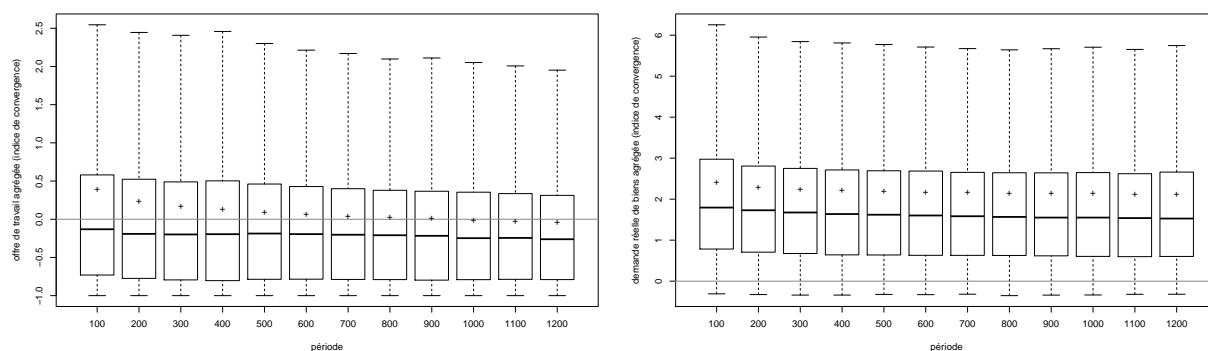 offre de travail agrégée (indice de convergence)
2.5
2.0
1.5
1.0
0.5
0.0
−0.5
−1.0
100 200 300 400 500 600 700 800 900 1000 1100 1200
période
demande réelle de biens agrégée (indice de convergence)
6
5
4
3
2
1
0
100 200 300 400 500 600 700 800 900 1000 1100 1200
période